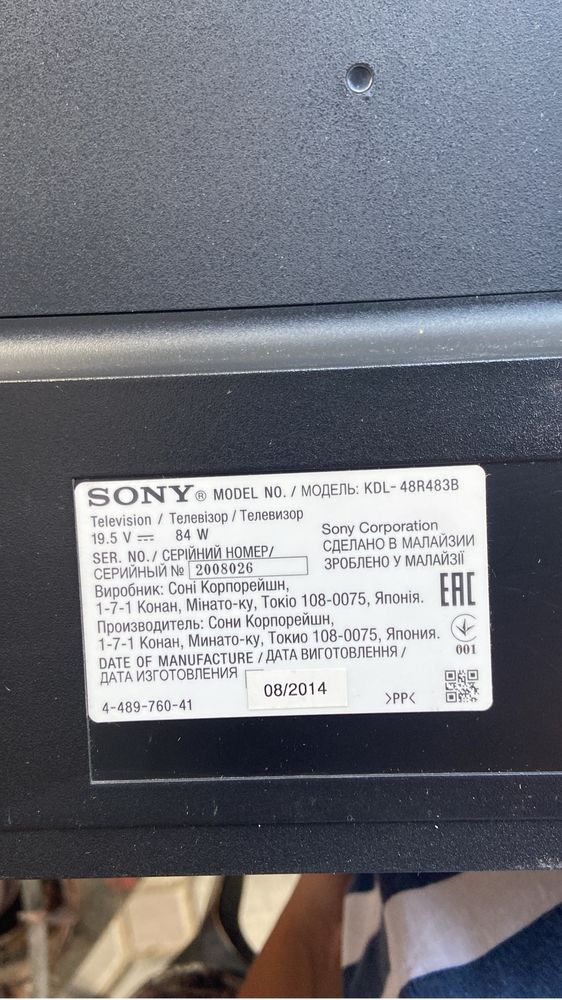 SONY® MODEL NO. / МОДЕЛЬ: KDL-48R483B
Television / Телевізор / Телевизор
19.5 V ⎓ 84 W
Sony Corporation
СДЕЛАНО В МАЛАЙЗИИ
ЗРОБЛЕНО У МАЛАЙЗІЇ
SER. NO. / СЕРІЙНИЙ НОМЕР/
СЕРИЙНЫЙ № 2008026
Виробник: Соні Корпорейшн,
1-7-1 Конан, Мінато-ку, Токіо 108-0075, Японія.
Производитель: Сони Корпорейшн,
1-7-1 Конан, Минато-ку, Токио 108-0075, Япония.
EAC
001
DATE OF MANUFACTURE / ДАТА ВИГОТОВЛЕННЯ /
ДАТА ИЗГОТОВЛЕНИЯ 08/2014
4-489-760-41 >PP<